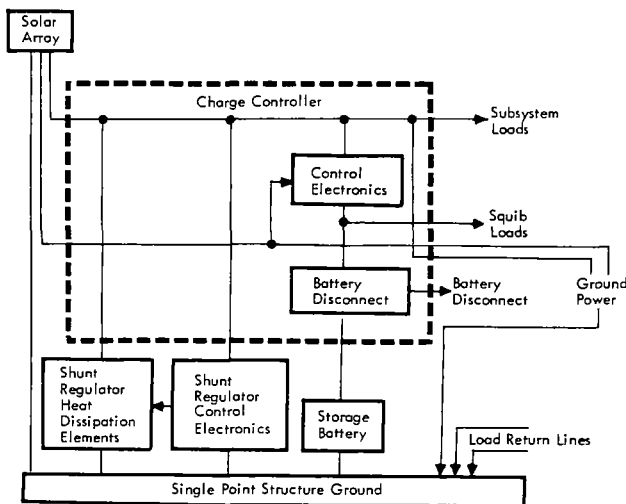 Solar
Array
Charge Controller
Subsystem
Loads
Control
Electronics
Squib
Loads
Battery
Disconnect
Battery
Disconnect
Ground
Power
Shunt
Regulator
Heat
Dissipation
Elements
Shunt
Regulator
Control
Electronics
Storage
Battery
Load Return Lines
Single Point Structure Ground